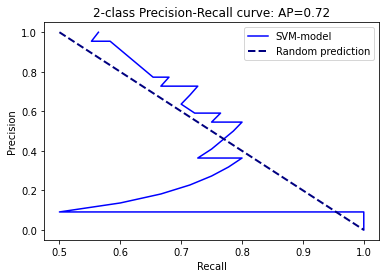 2-class Precision-Recall curve: AP=0.72
SVM-model
Random prediction
Precision
1.0
0.8
0.6
0.4
0.2
0.0
0.5
0.6
0.7
0.8
0.9
1.0
Recall